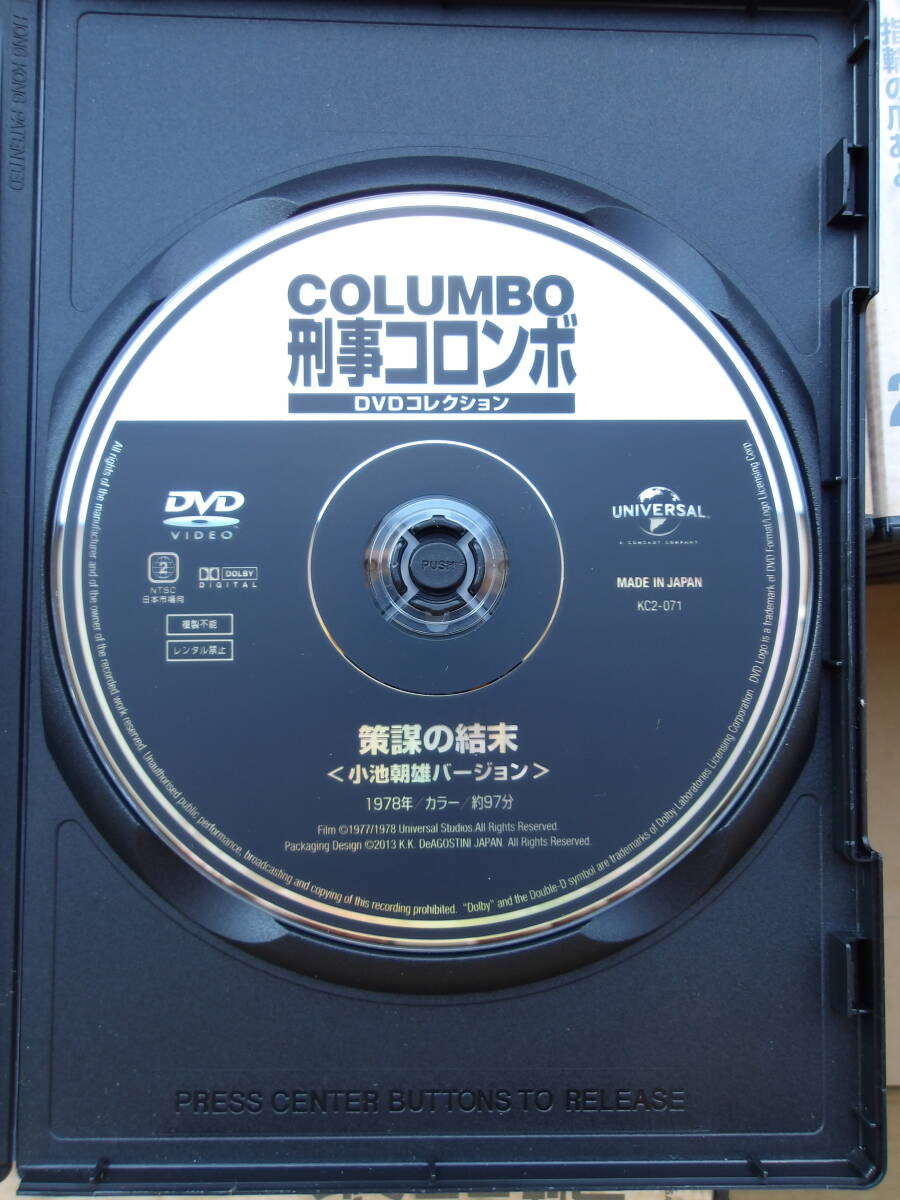 HONG KONG PATENTED
指輪の爪あと
COLUMBO
刑事コロンボ
DVDコレクション
DVD
VIDEO
2
NTSC
日本市場向
DOLBY
DIGITAL
複製不能
レンタル禁止
PUSH
UNIVERSAL
A COMCAST COMPANY
MADE IN JAPAN
KC2-071
策謀の結末
<小池朝雄バージョン>
1978年/カラー/約97分
Film ©1977/1978 Universal Studios.All Rights Reserved.
Packaging Design ©2013 K.K. DeAGOSTINI JAPAN. All Rights Reserved.
All rights of the manufacturer and of the owner of the recorded work reserved. Unauthorised public performance, broadcasting and copying of this recording prohibited. "Dolby" and the Double-D symbol are trademarks of Dolby Laboratories Licensing Corporation. DVD Logo is a trademark of DVD Format/Logo Licensing Corp.
PRESS CENTER BUTTONS TO RELEASE